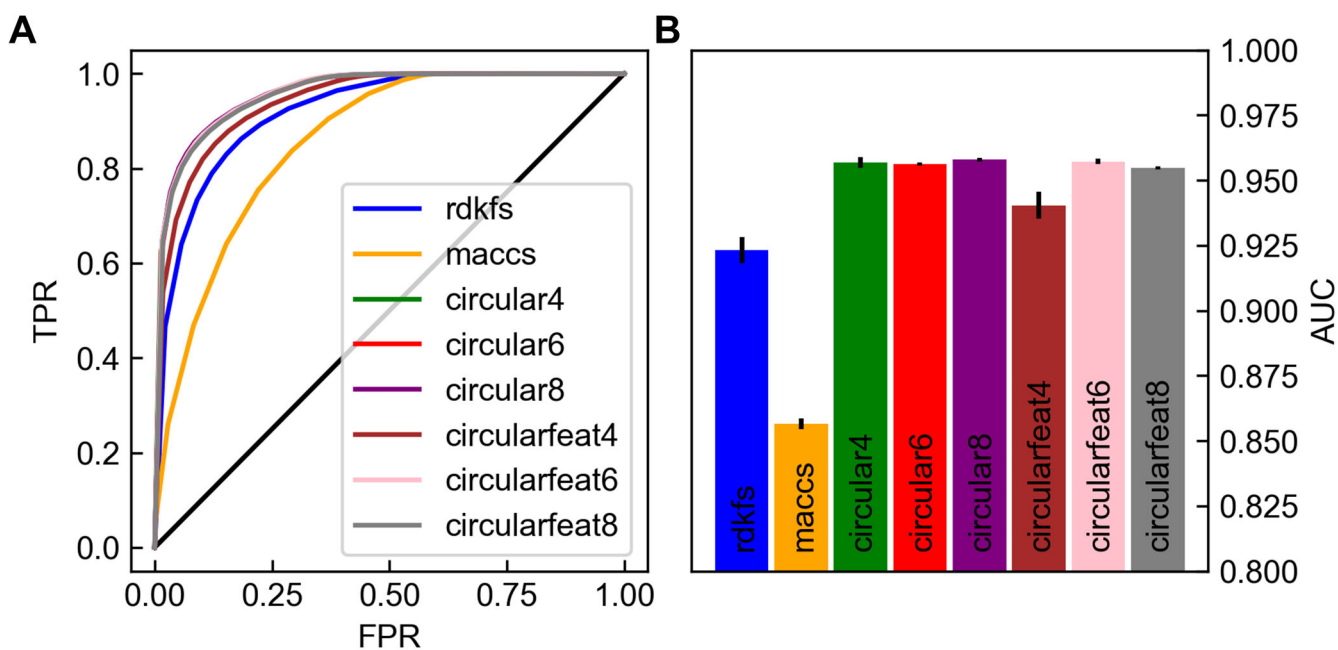 A
TPR
1.0
0.8
0.6
0.4
0.2
0.0
0.00
0.25
0.50
0.75
1.00
FPR
rdkfs
maccs
circular4
circular6
circular8
circularfeat4
circularfeat6
circularfeat8
B
rdkfs
maccs
circular4
circular6
circular8
circularfeat4
circularfeat6
circularfeat8
1.000
0.975
0.950
0.925
0.900
0.875
0.850
0.825
0.800
AUC